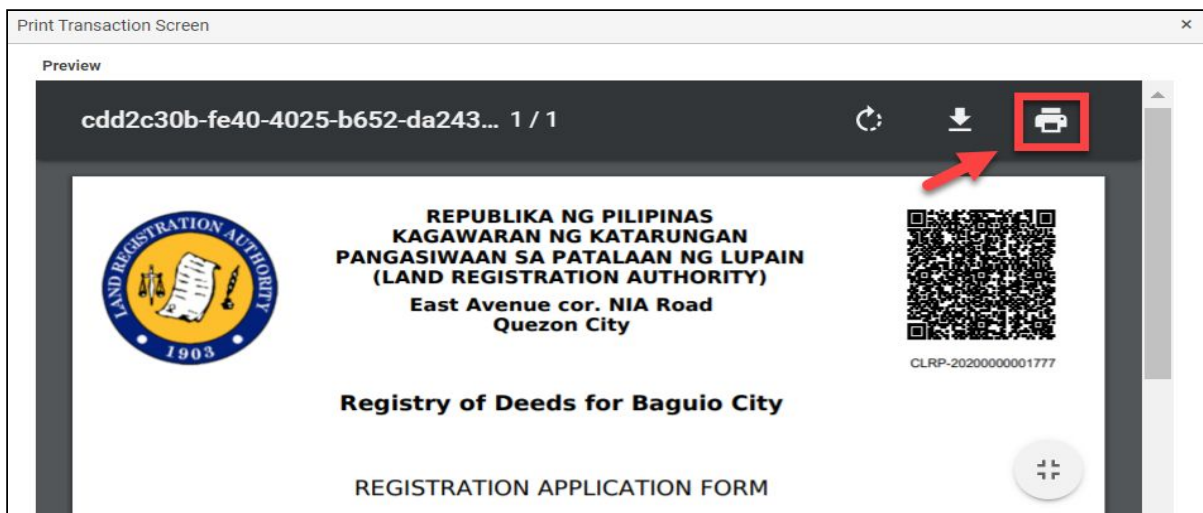 Print Transaction Screen
Preview
cdd2c30b-fe40-4025-b652-da243... 1 / 1
LAND REGISTRATION AUTHORITY
1903
REPUBLIKA NG PILIPINAS
KAGAWARAN NG KATARUNGAN
PANGASIWAAN SA PATALAAN NG LUPAIN
(LAND REGISTRATION AUTHORITY)
East Avenue cor. NIA Road
Quezon City
CLRP-20200000001777
Registry of Deeds for Baguio City
REGISTRATION APPLICATION FORM